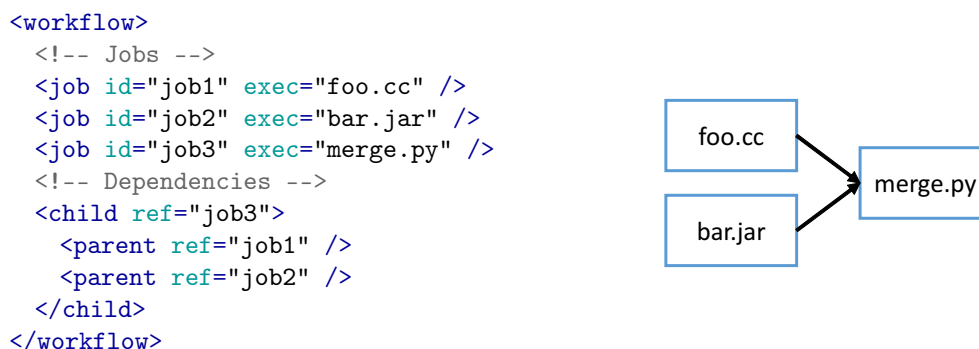 <workflow>
  <!-- Jobs -->
  <job id="job1" exec="foo.cc" />
  <job id="job2" exec="bar.jar" />
  <job id="job3" exec="merge.py" />
  <!-- Dependencies -->
  <child ref="job3">
    <parent ref="job1" />
    <parent ref="job2" />
  </child>
</workflow>
foo.cc
bar.jar
merge.py